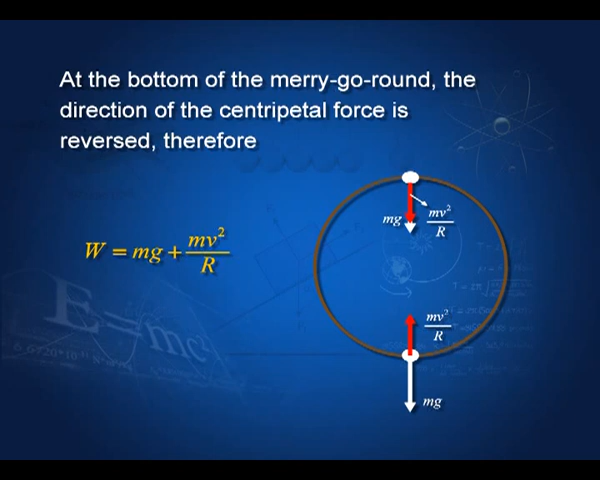 At the bottom of the merry-go-round, the
direction of the centripetal force is
reversed, therefore
W = mg + mv²/R
mg mv²/R
mv²/R
mg
E=mc²